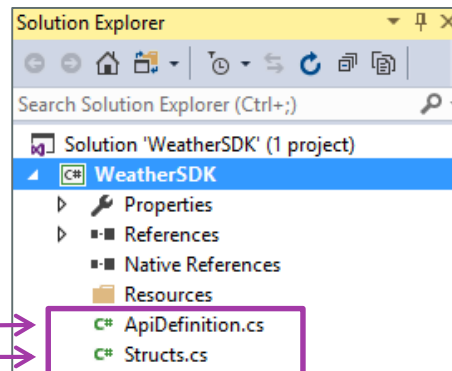 Solution Explorer
Search Solution Explorer (Ctrl+;)
Solution 'WeatherSDK' (1 project)
C# WeatherSDK
Properties
References
Native References
Resources
C# ApiDefinition.cs
C# Structs.cs